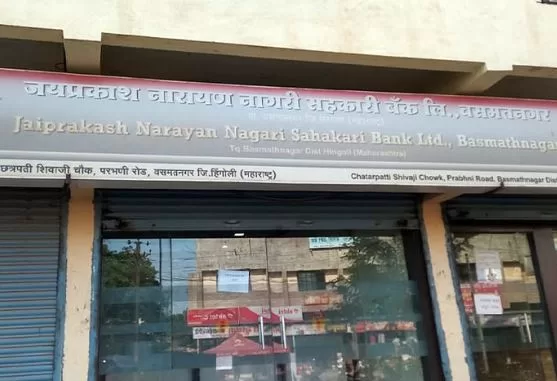 जयप्रकाश नारायण नागरी सहकारी बँक लि., वसमतनगर
Jaiprakash Narayan Nagari Sahakari Bank Ltd., Basmathnagar
Tq Basmathnagar Dist Hingoli (Maharashtra)
छत्रपती शिवाजी चौक, परभणी रोड, वसमतनगर जि.हिंगोली (महाराष्ट्र)
Chatarpatti Shivaji Chowk, Prabhni Road, Basmathnagar Dist